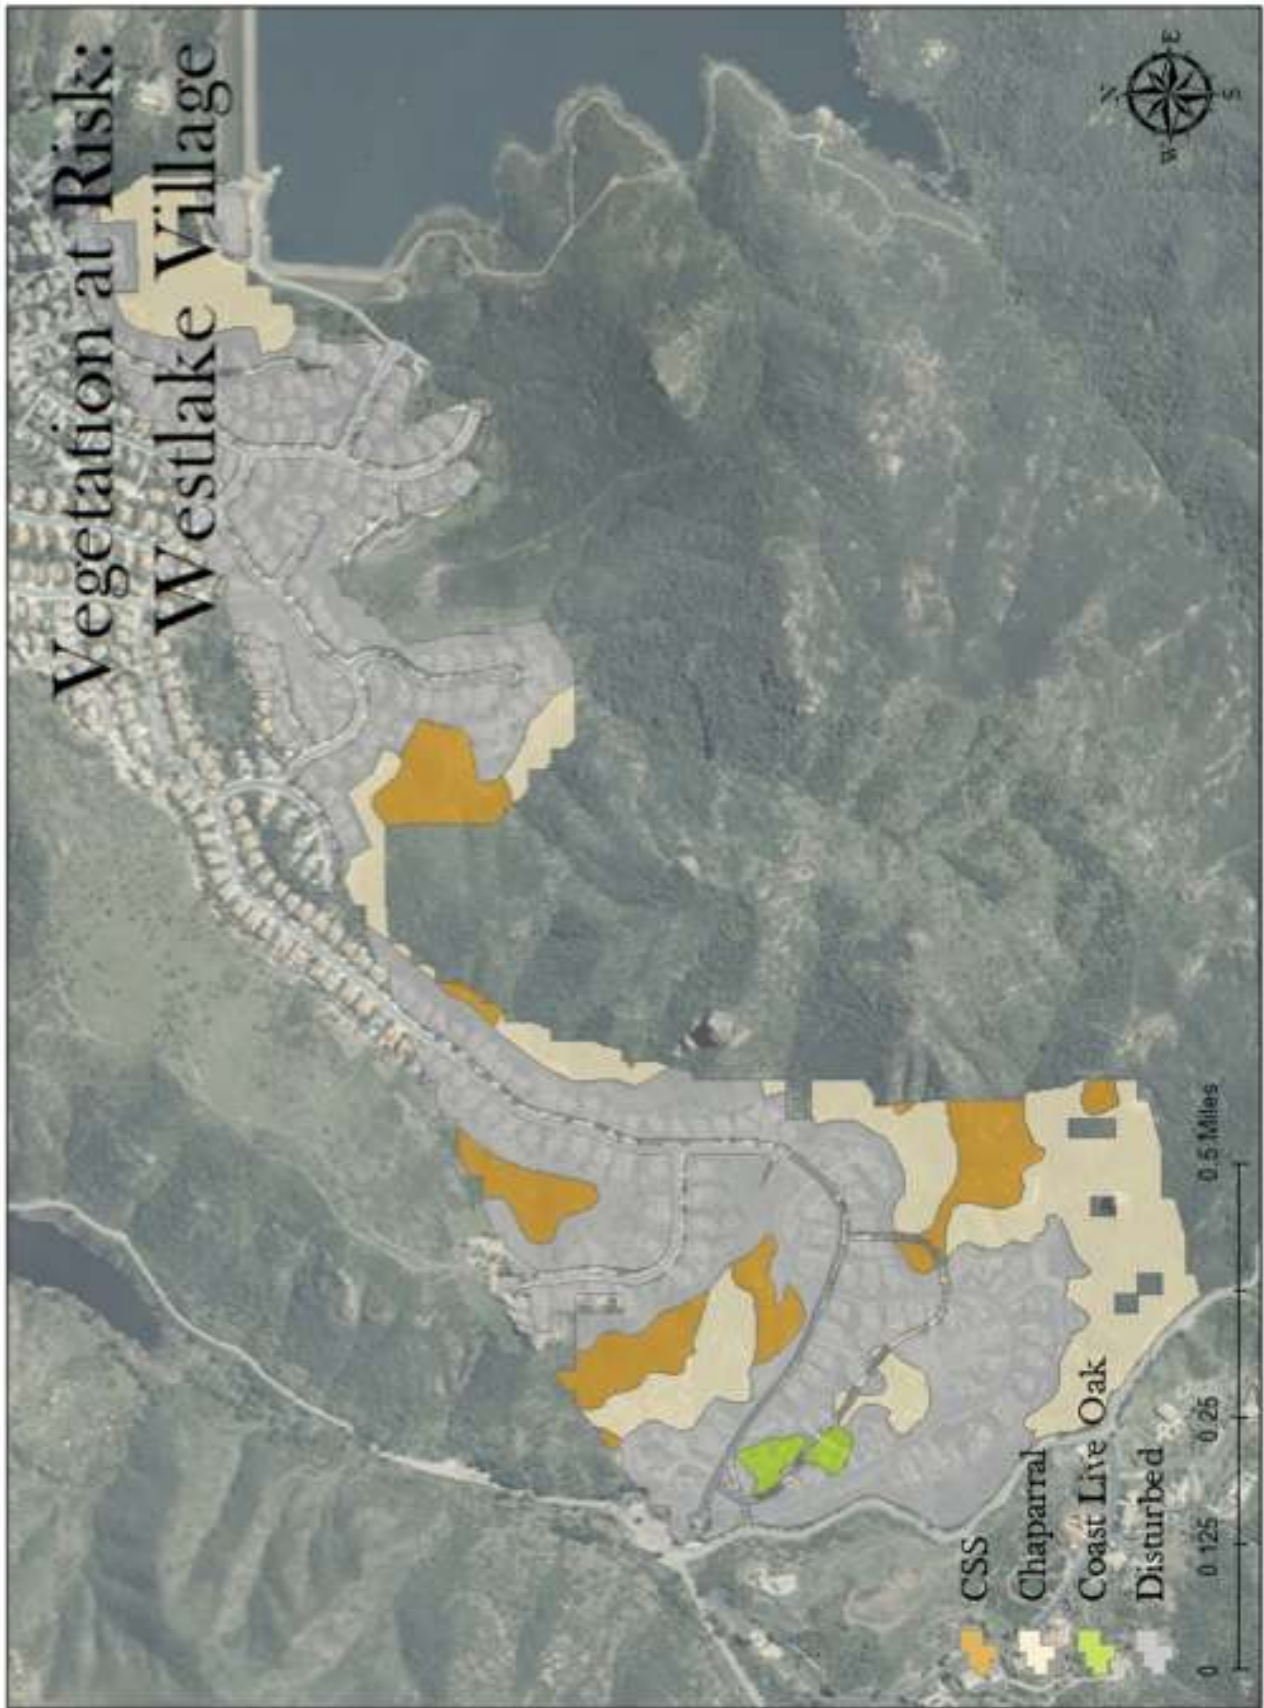 Vegetation at Risk:
Westlake Village
N
E
S
W
CSS
Chaparral
Coast Live Oak
Disturbed
0 0.125 0.25 0.5 Miles